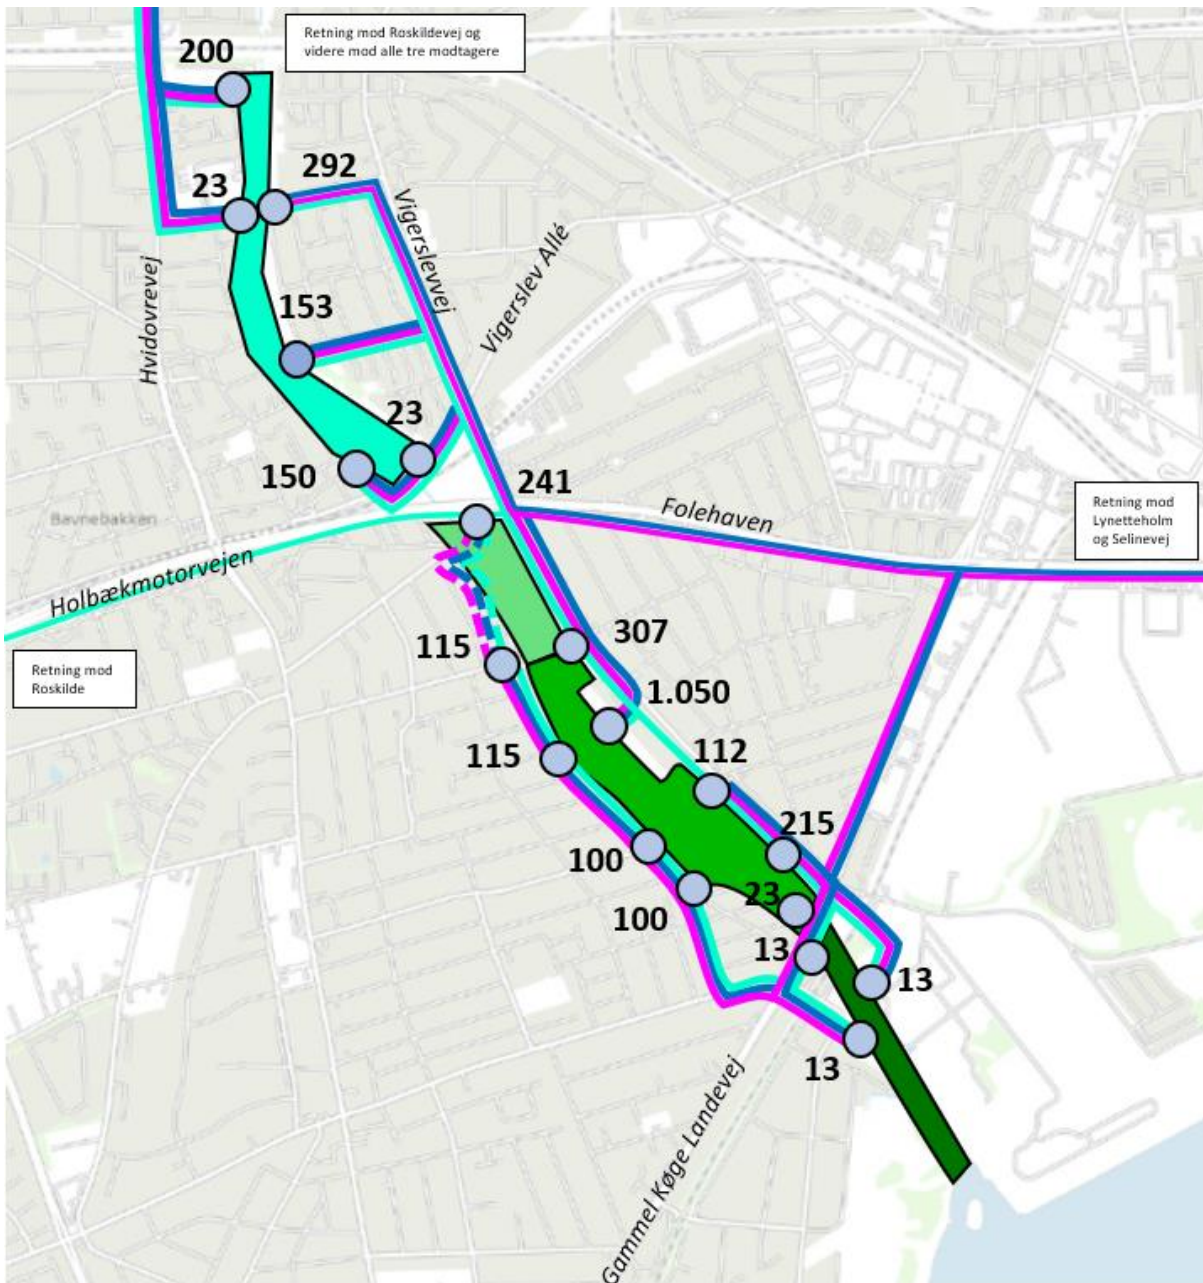 Retning mod Roskildevej og
videre mod alle tre modtagere
200
292
23
Vigerslevvej
Vigerslev Allé
Hvidovrevej
153
23
150
241
Folehaven
Retning mod
Lynetteholm
og Selinevej
Bavnebakken
Holbækmotorvejen
307
115
Retning mod
Roskilde
1.050
115
112
215
100
23
100
13
13
13
Gammel Køge Landevej